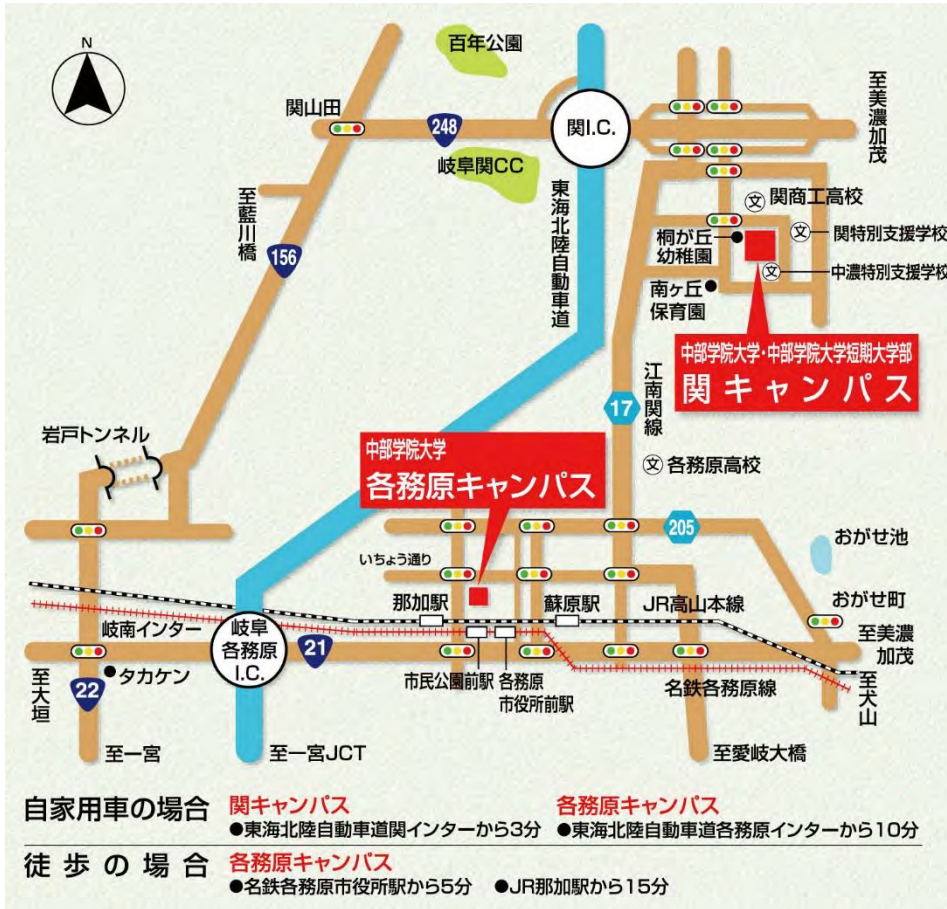 N
百年公園
関山田
248
関I.C.
至美濃加茂
岐阜関CC
東海北陸自動車道
至藍川橋
156
文
関商工高校
桐が丘
幼稚園
文
関特別支援学校
文
中濃特別支援学校
南ヶ丘
保育園
中部学院大学・中部学院大学短期大学部
関キャンパス
17
江南関線
岩戸トンネル
中部学院大学
各務原キャンパス
文
各務原高校
205
おがせ池
いちょう通り
那加駅
蘇原駅
JR高山本線
おがせ町
岐南インター
岐阜
各務原
I.C.
21
至美濃
加茂
至大垣
22
タカケン
市民公園前駅
各務原
市役所前駅
名鉄各務原線
至犬山
至一宮
至一宮JCT
至愛岐大橋
自家用車の場合
関キャンパス
●東海北陸自動車道関インターから3分
各務原キャンパス
●東海北陸自動車道各務原インターから10分
徒歩の場合
各務原キャンパス
●名鉄各務原市役所駅から5分 ●JR那加駅から15分